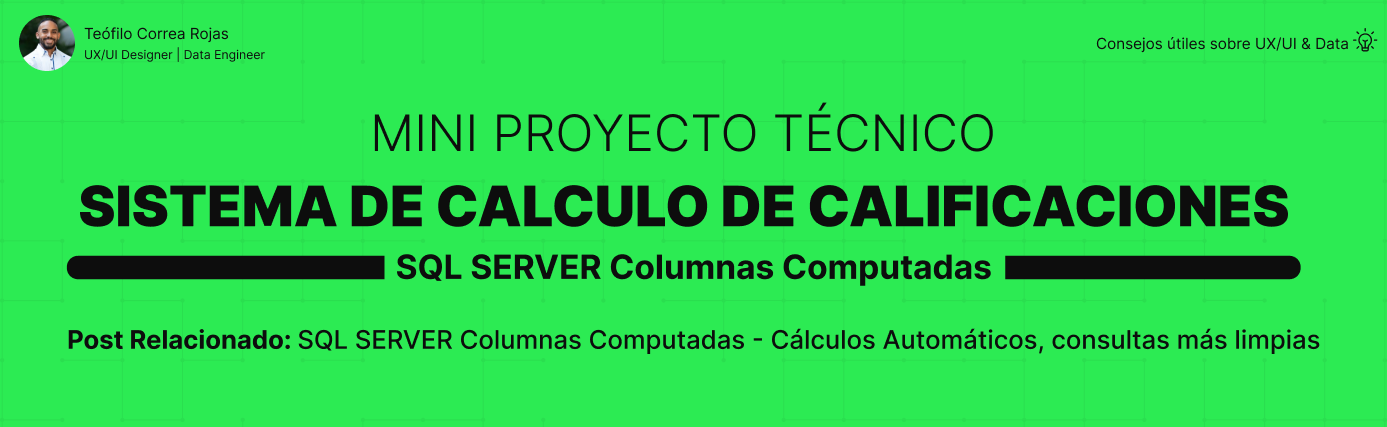 Teófilo Correa Rojas
UX/UI Designer | Data Engineer
Consejos útiles sobre UX/UI & Data
MINI PROYECTO TÉCNICO
SISTEMA DE CALCULO DE CALIFICACIONES
SQL SERVER Columnas Computadas
Post Relacionado: SQL SERVER Columnas Computadas - Cálculos Automáticos, consultas más limpias